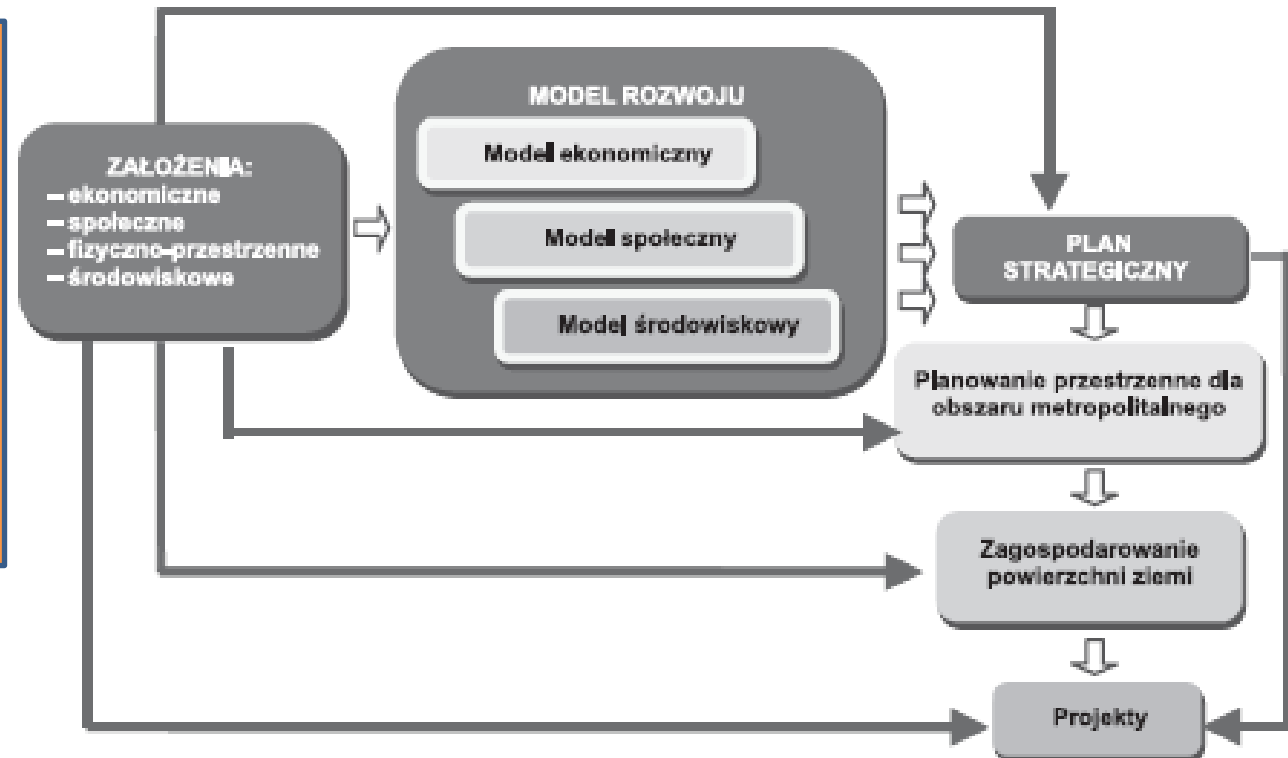 MODEL ROZWOJU
Model ekonomiczny
Model społeczny
Model środowiskowy
ZAŁOŻENIA:
– ekonomiczne
– społeczne
– fizyczno-przestrzenne
– środowiskowe
PLAN
STRATEGICZNY
Planowanie przestrzenne dla
obszaru metropolitalnego
Zagospodarowanie
powierzchni ziemi
Projekty